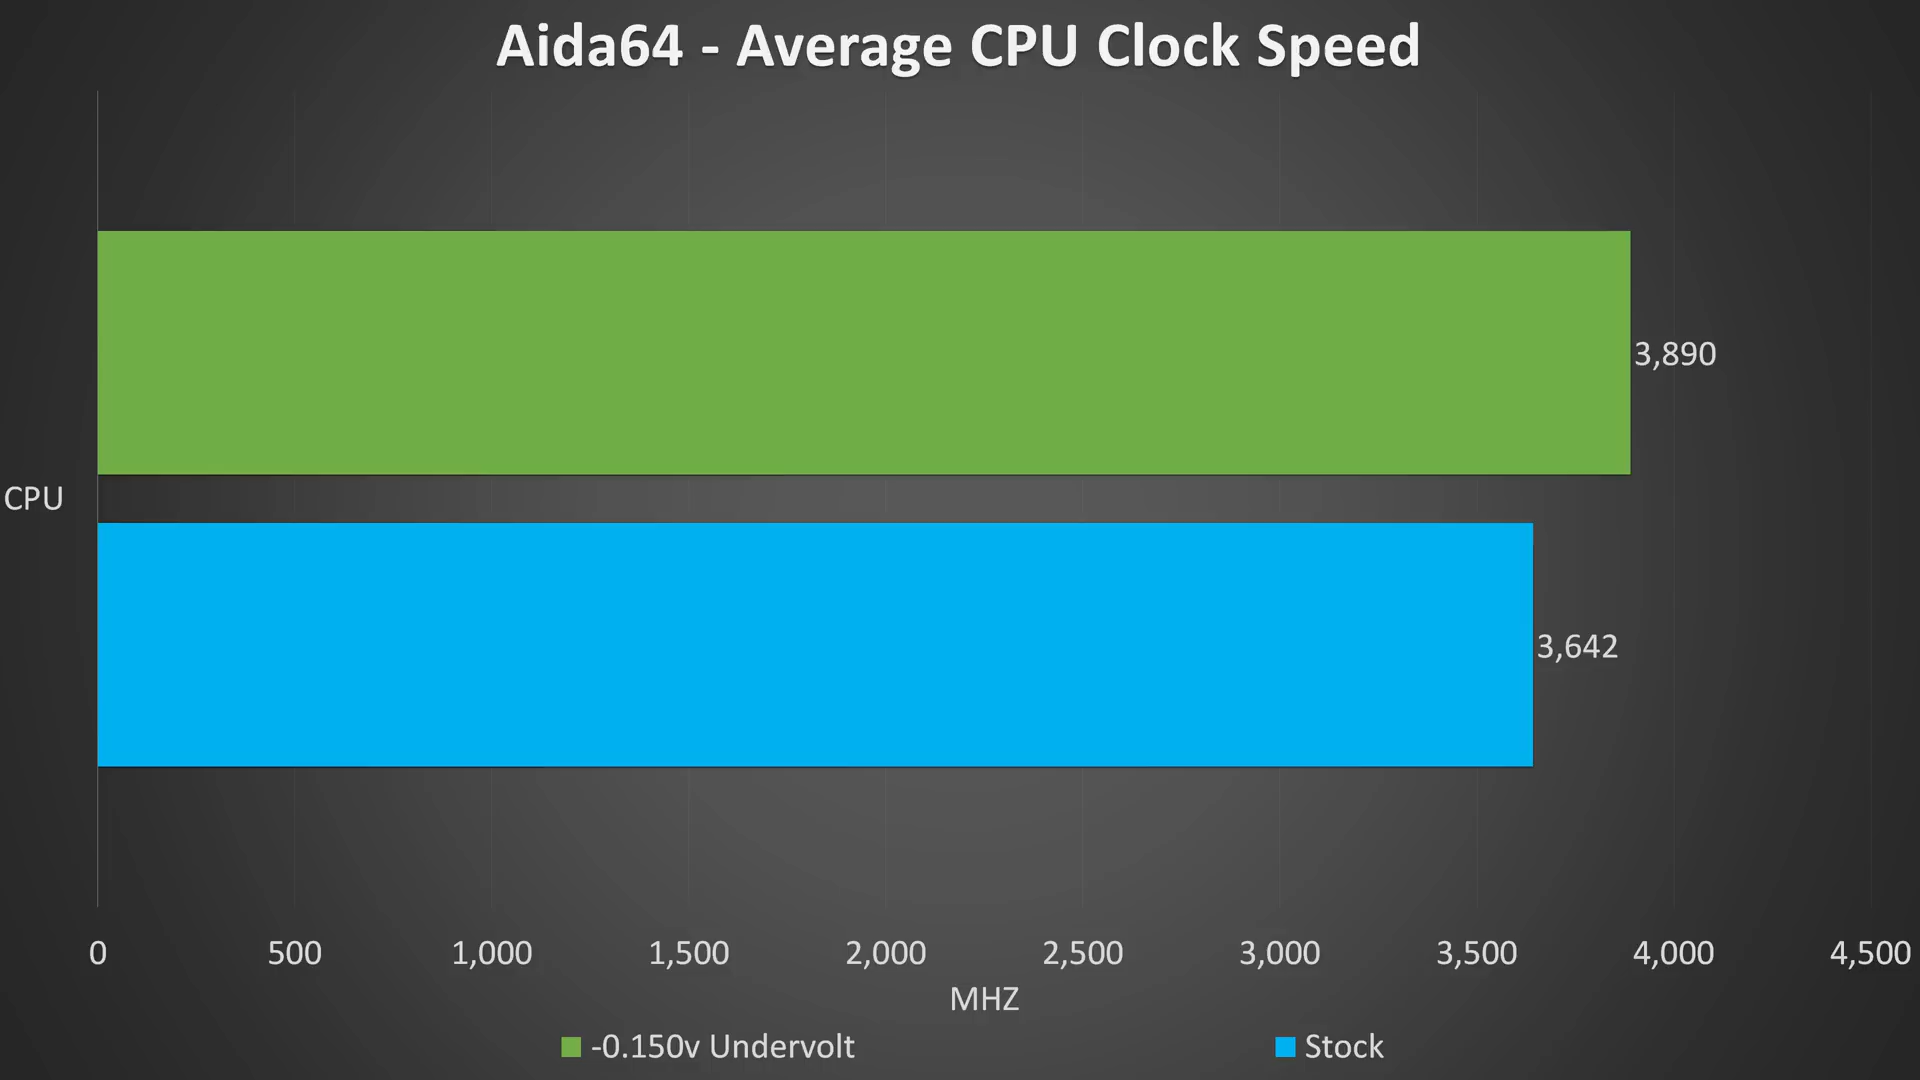 Aida64 - Average CPU Clock Speed
3,890
CPU
3,642
0 500 1,000 1,500 2,000 2,500 3,000 3,500 4,000 4,500
MHZ
-0.150v Undervolt Stock